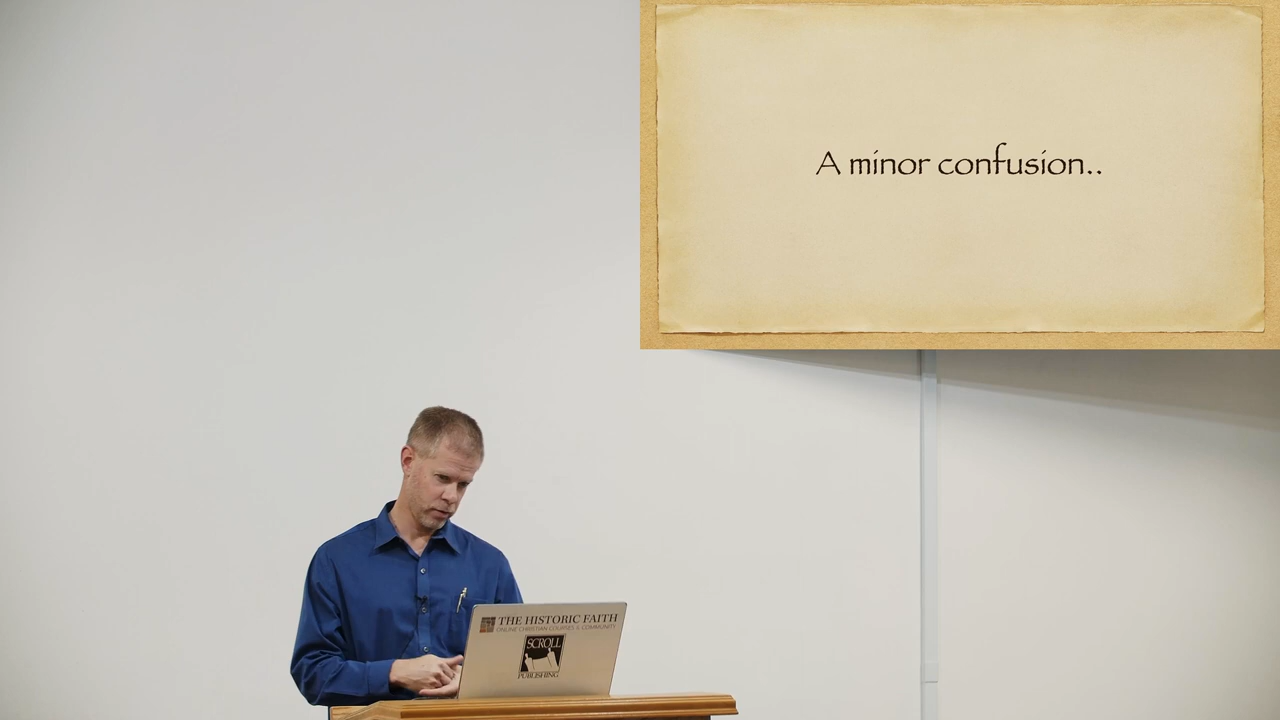 A minor confusion..
THE HISTORIC FAITH
ONLINE CHRISTIAN COURSES & COMMUNITY
SCROLL
PUBLISHING